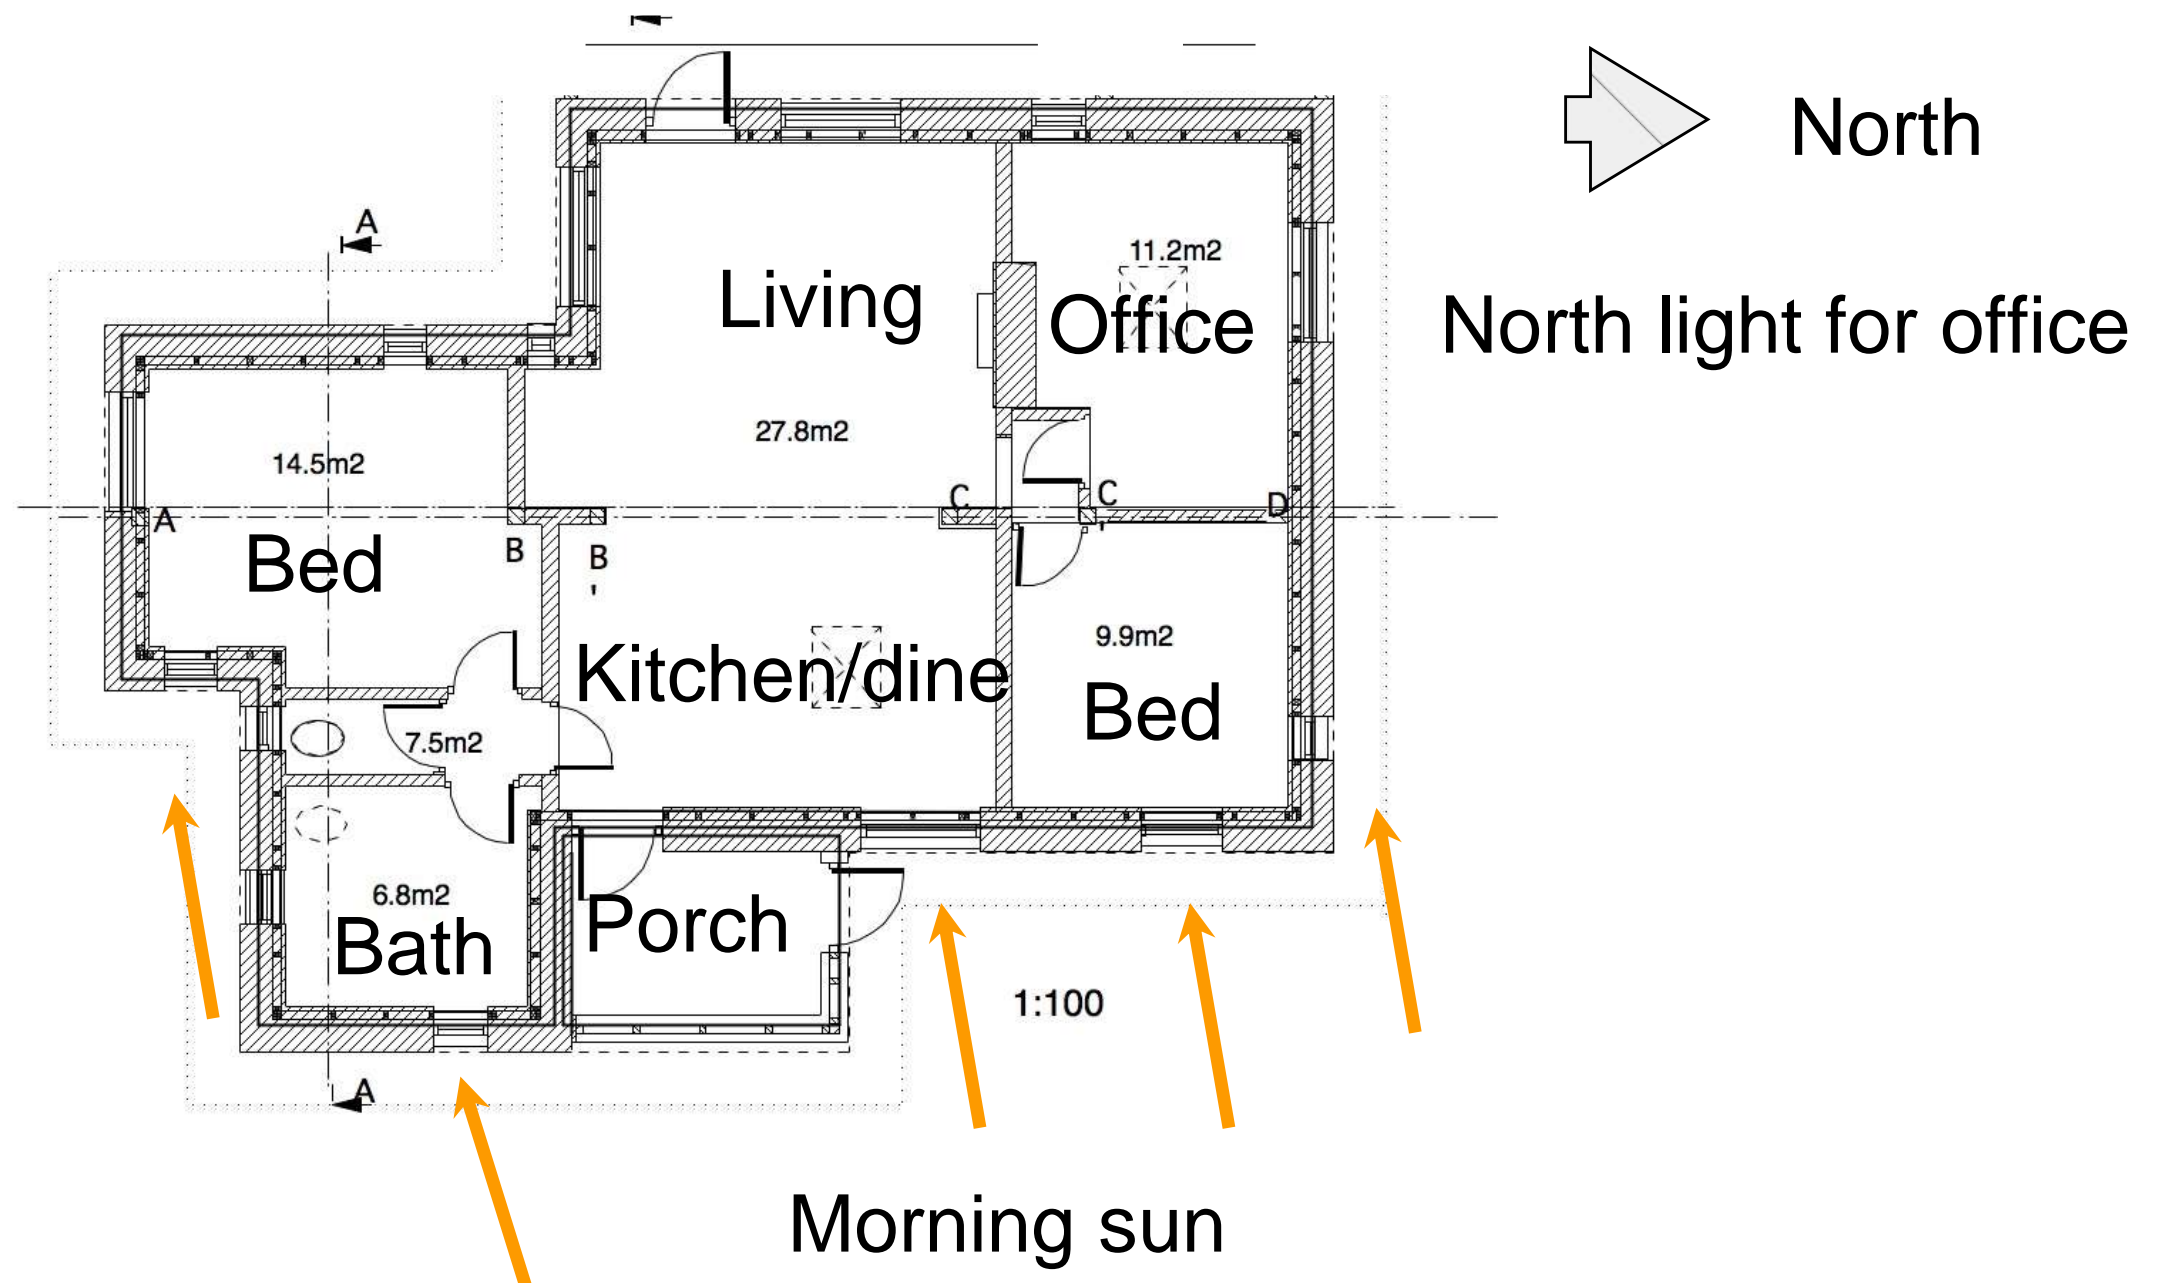 North
A
11.2m2
Living
Office
North light for office
27.8m2
14.5m2
C
C
'
D
A
B
B
'
Bed
9.9m2
Kitchen/dine
Bed
7.5m2
6.8m2
Porch
Bath
1:100
A
Morning sun